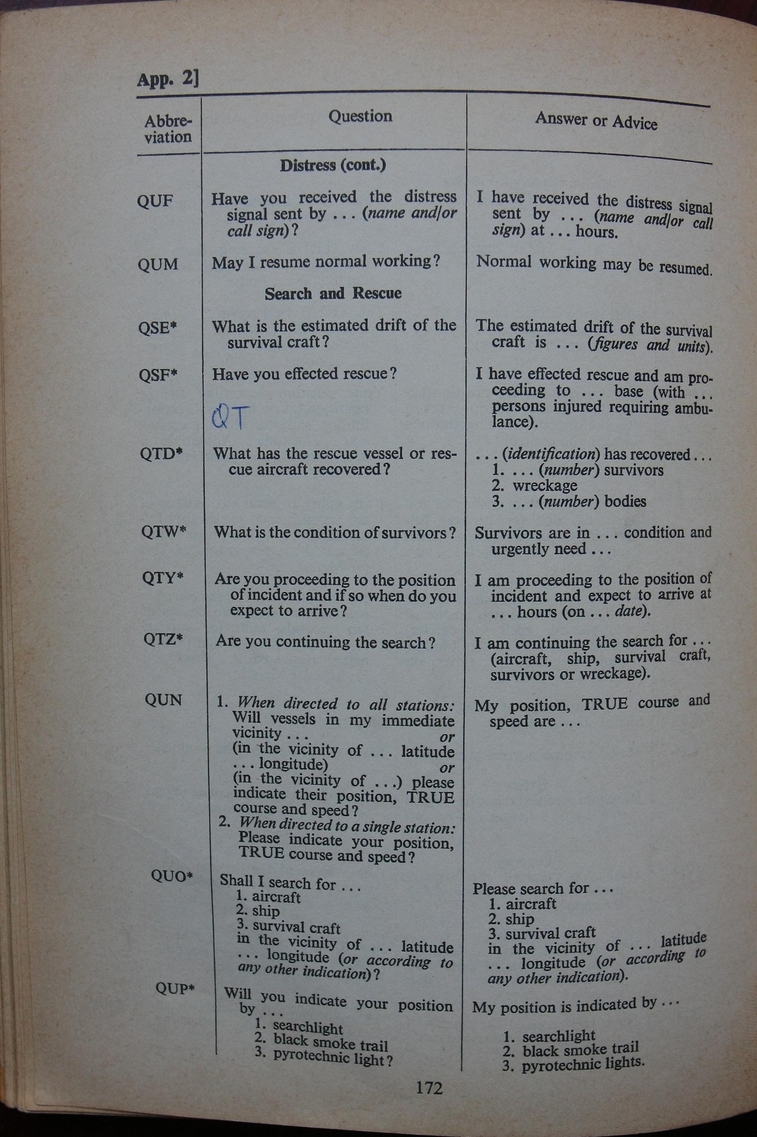 App. 2]
Abbre-
viation
Question
Answer or Advice
Distress (cont.)
QUF
Have you received the distress
signal sent by ... (name and/or
call sign)?
I have received the distress signal
sent by ... (name and/or call
sign) at ... hours.
QUM
May I resume normal working?
Normal working may be resumed.
Search and Rescue
QSE*
What is the estimated drift of the
survival craft?
The estimated drift of the survival
craft is ... (figures and units).
QSF*
Have you effected rescue?
I have effected rescue and am pro-
ceeding to ... base (with ...
persons injured requiring ambu-
lance).
QT
QTD*
What has the rescue vessel or res-
cue aircraft recovered?
... (identification) has recovered ...
1. ... (number) survivors
2. wreckage
3. ... (number) bodies
QTW*
What is the condition of survivors?
Survivors are in ... condition and
urgently need ...
QTY*
Are you proceeding to the position
of incident and if so when do you
expect to arrive?
I am proceeding to the position of
incident and expect to arrive at
... hours (on ... date).
QTZ*
Are you continuing the search?
I am continuing the search for ...
(aircraft, ship, survival craft,
survivors or wreckage).
QUN
1. When directed to all stations:
Will vessels in my immediate
vicinity ... or
(in the vicinity of ... latitude
... longitude) or
(in the vicinity of ...) please
indicate their position, TRUE
course and speed?
2. When directed to a single station:
Please indicate your position,
TRUE course and speed?
My position, TRUE course and
speed are ...
QUO*
Shall I search for ...
1. aircraft
2. ship
3. survival craft
in the vicinity of ... latitude
... longitude (or according to
any other indication)?
Please search for ...
1. aircraft
2. ship
3. survival craft
in the vicinity of ... latitude
... longitude (or according to
any other indication).
QUP*
Will you indicate your position
by ...
1. searchlight
2. black smoke trail
3. pyrotechnic light?
My position is indicated by ...
1. searchlight
2. black smoke trail
3. pyrotechnic lights.
172